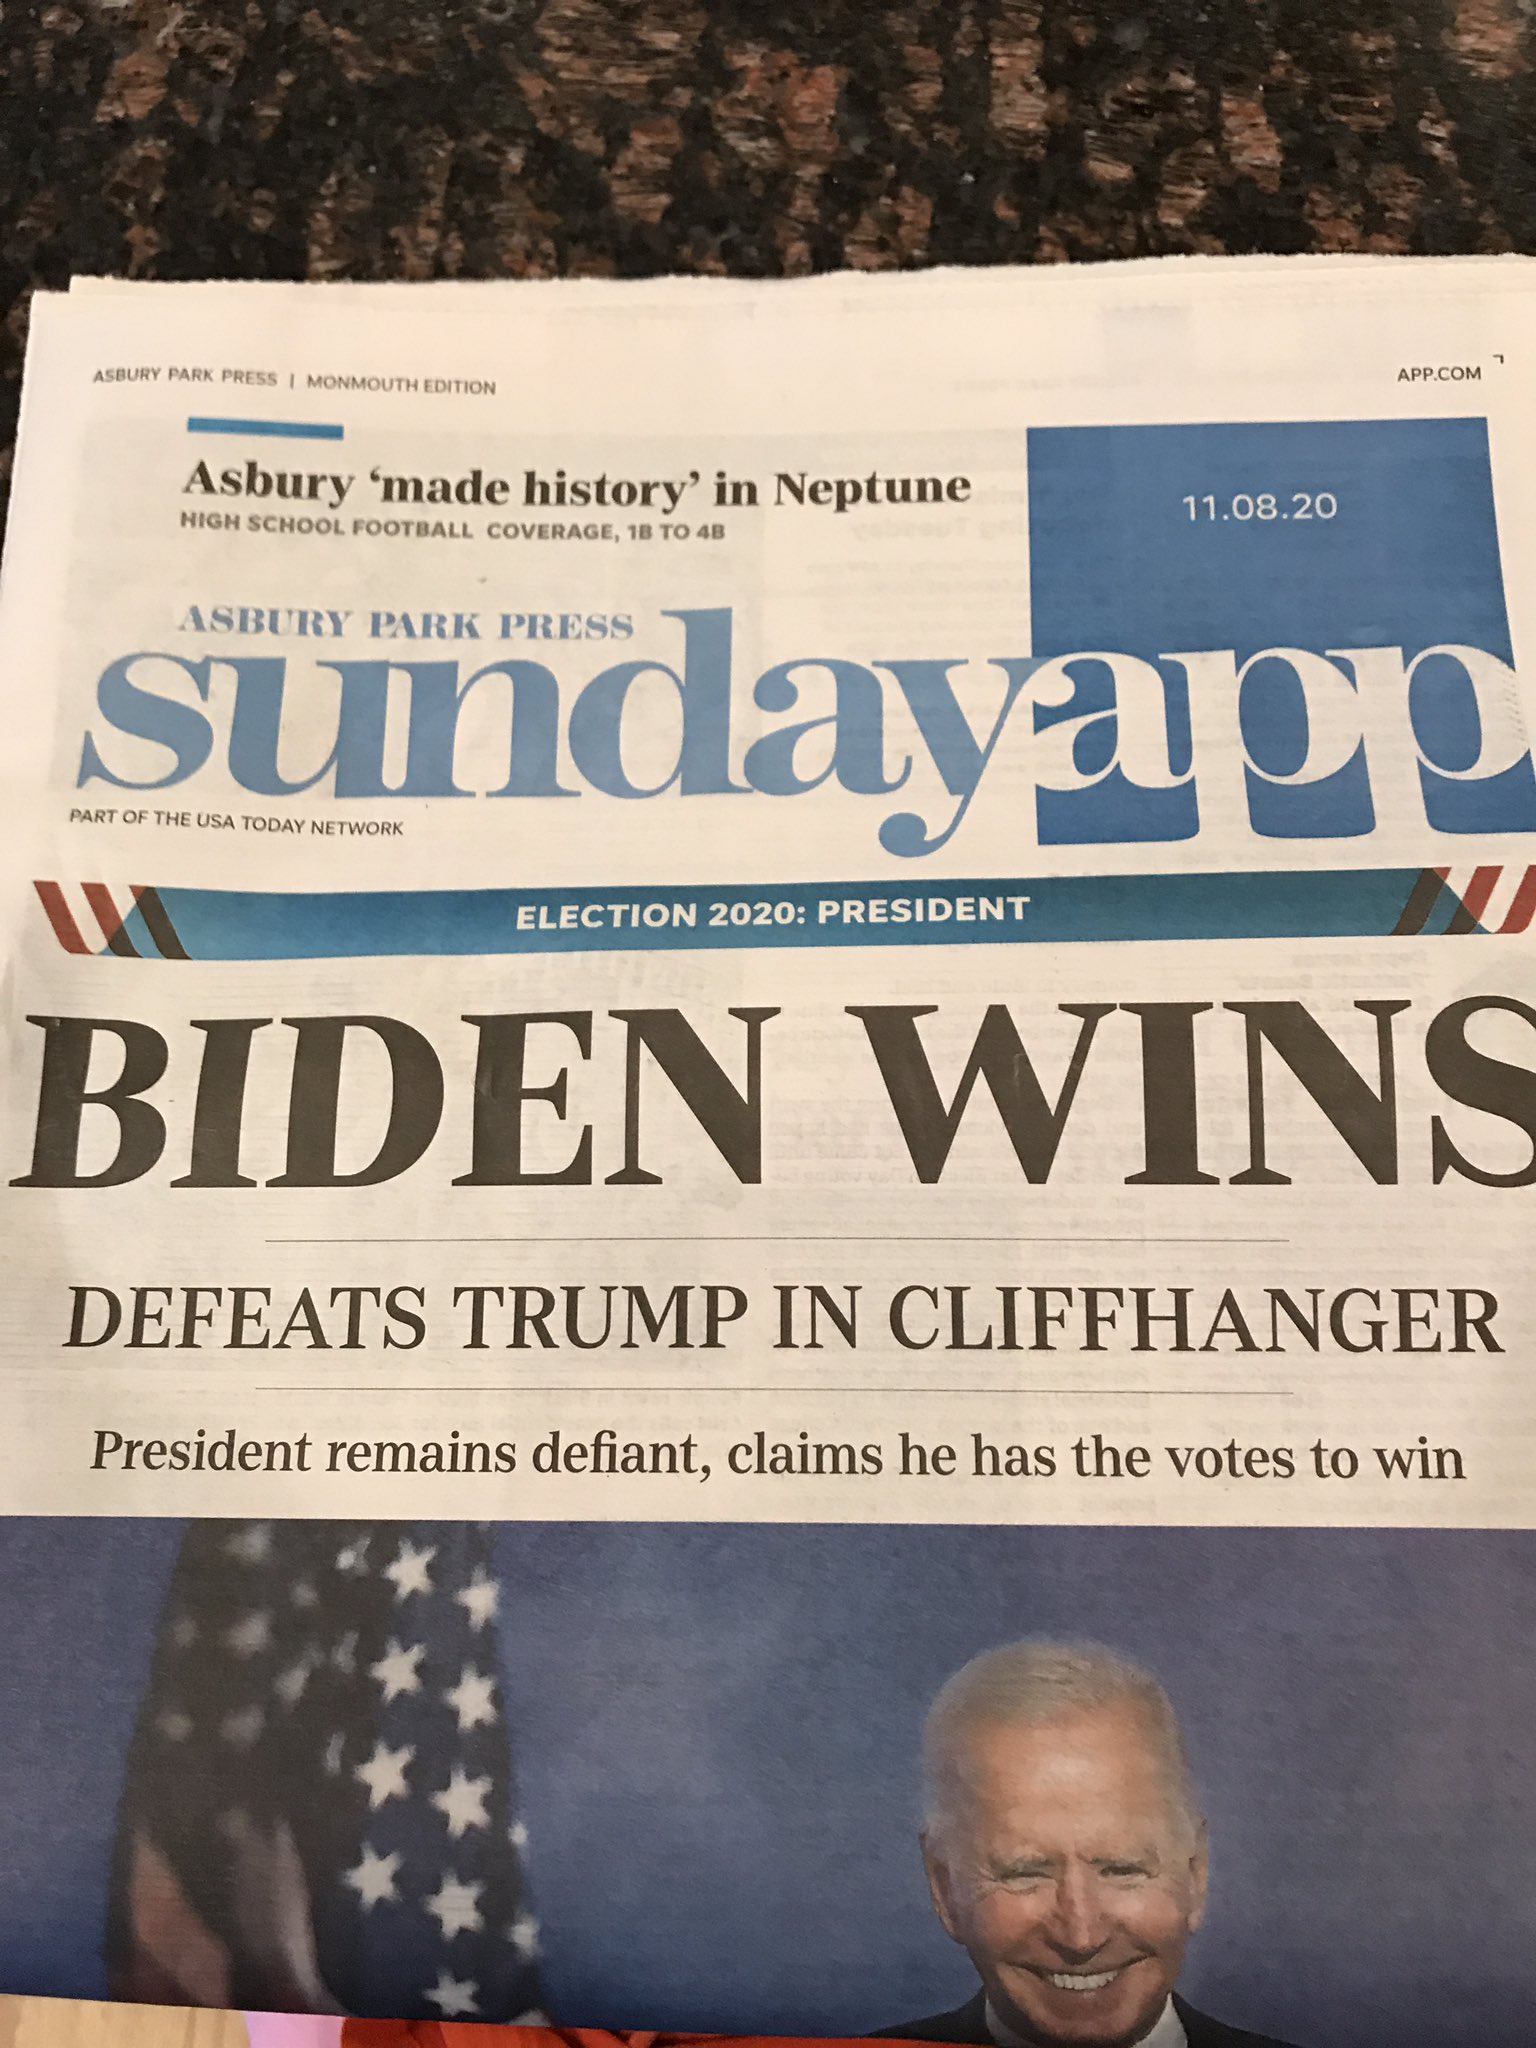 ASBURY PARK PRESS | MONMOUTH EDITION
APP.COM
Asbury ‘made history’ in Neptune
HIGH SCHOOL FOOTBALL COVERAGE, 1B TO 4B
11.08.20
ASBURY PARK PRESS
sundayapp
PART OF THE USA TODAY NETWORK
ELECTION 2020: PRESIDENT
BIDEN WINS
DEFEATS TRUMP IN CLIFFHANGER
President remains defiant, claims he has the votes to win